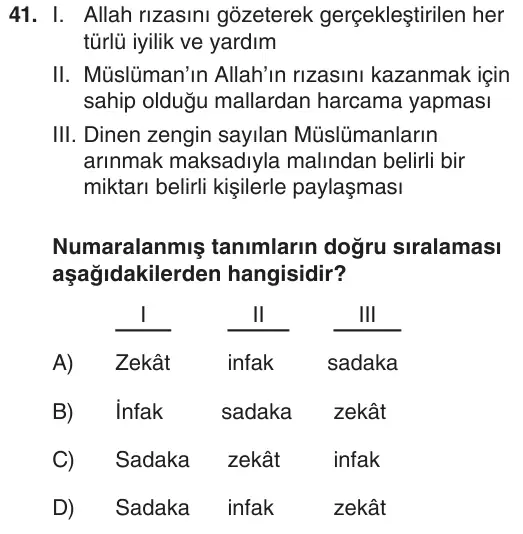 41. I. Allah rızasını gözeterek gerçekleştirilen her
türlü iyilik ve yardım
II. Müslüman’ın Allah’ın rızasını kazanmak için
sahip olduğu mallardan harcama yapması
III. Dinen zengin sayılan Müslümanların
arınmak maksadıyla malından belirli bir
miktarı belirli kişilerle paylaşması
Numaralanmış tanımların doğru sıralaması
aşağıdakilerden hangisidir?
I II III
A) Zekât infak sadaka
B) İnfak sadaka zekât
C) Sadaka zekât infak
D) Sadaka infak zekât